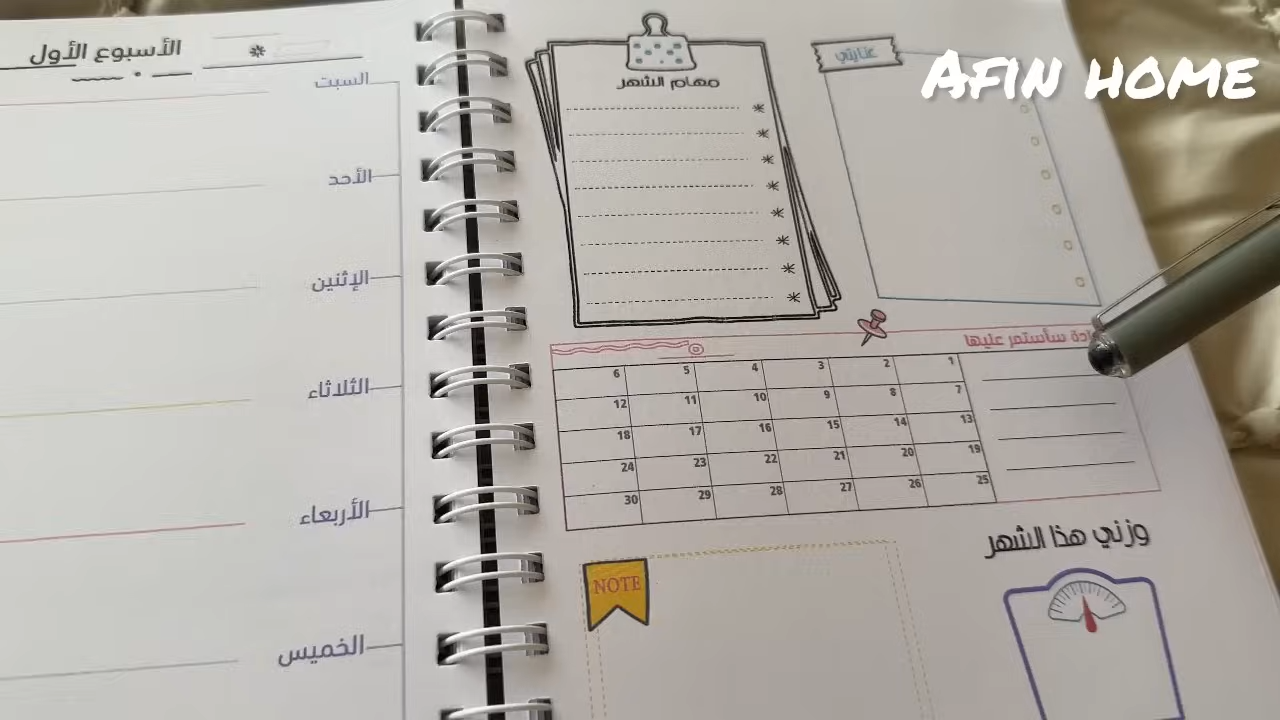 AFIN HOME
عنايتي
مهام الشهر
سأستمر عليها
1 2 3 4 5 6
7 8 9 10 11 12
13 14 15 16 17 18
19 20 21 22 23 24
25 26 27 28 29 30
وزني هذا الشهر
NOTE
الأسبوع الأول
السبت
الأحد
الإثنين
الثلاثاء
الأربعاء
الخميس